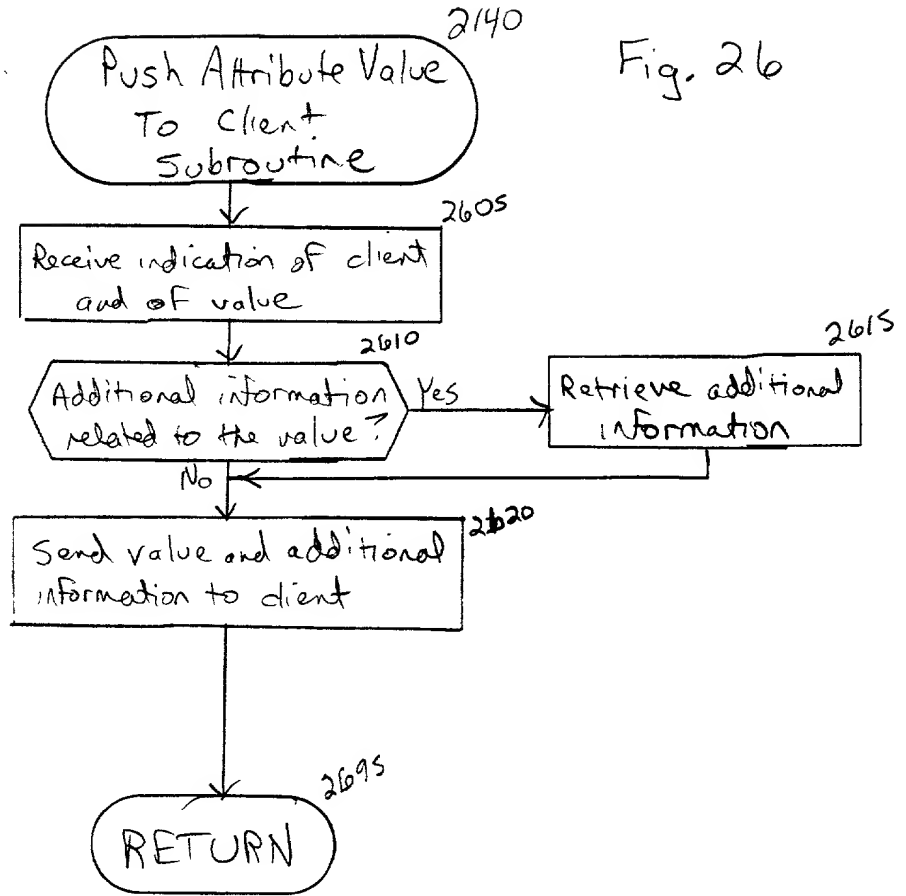 2140
Fig. 26
Push Attribute Value
To Client
Subroutine
2605
Receive indication of client
and of value
2610
2615
Additional information
related to the value?
Yes
Retrieve additional
information
No
2620
Send value and additional
information to client
2695
RETURN